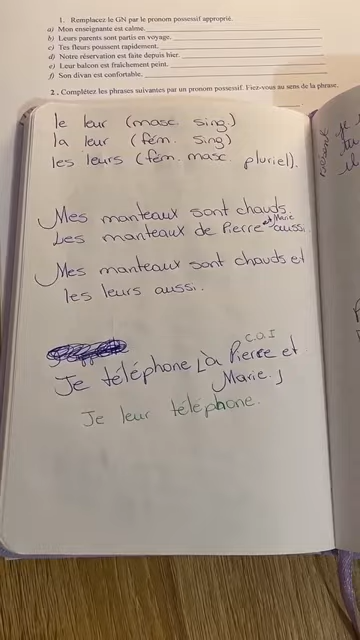 1. Remplacez le GN par le pronom possessif approprié.
a) Mon enseignante est calme.
b) Leurs parents sont partis en voyage.
c) Tes fleurs poussent rapidement.
d) Notre réservation est faite depuis hier.
e) Leur balcon est fraîchement peint.
f) Son divan est confortable.
2. Complétez les phrases suivantes par un pronom possessif. Fiez-vous au sens de la phrase.
le leur (masc. sing.)
la leur (fém. sing)
les leurs (fém. masc. pluriel).
Mes manteaux sont chauds.
Les manteaux de Pierre et Marie aussi.
Mes manteaux sont chauds et
les leurs aussi.
C.O.I
Je téléphone à Pierre et
Marie.
Je leur téléphone.